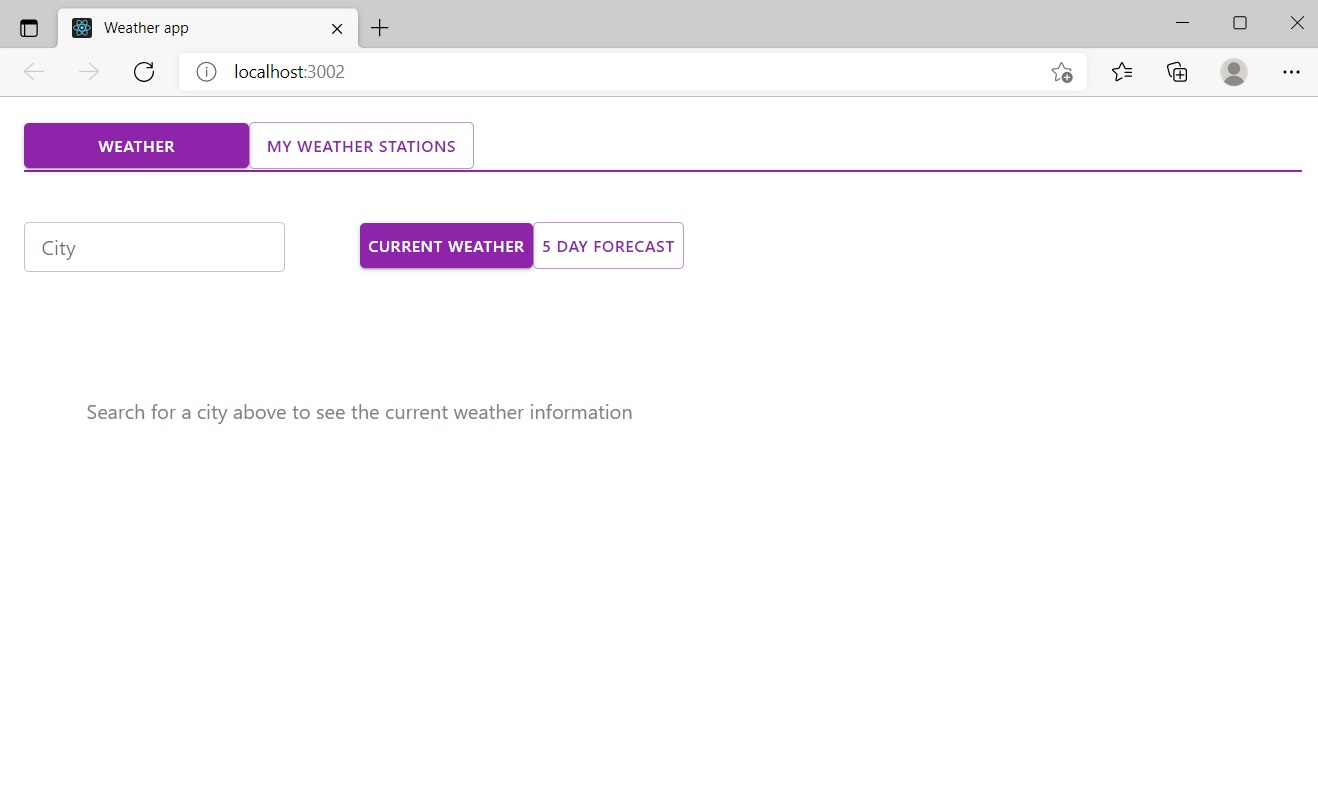 Weather app
localhost:3002
WEATHER MY WEATHER STATIONS
City CURRENT WEATHER 5 DAY FORECAST
Search for a city above to see the current weather information